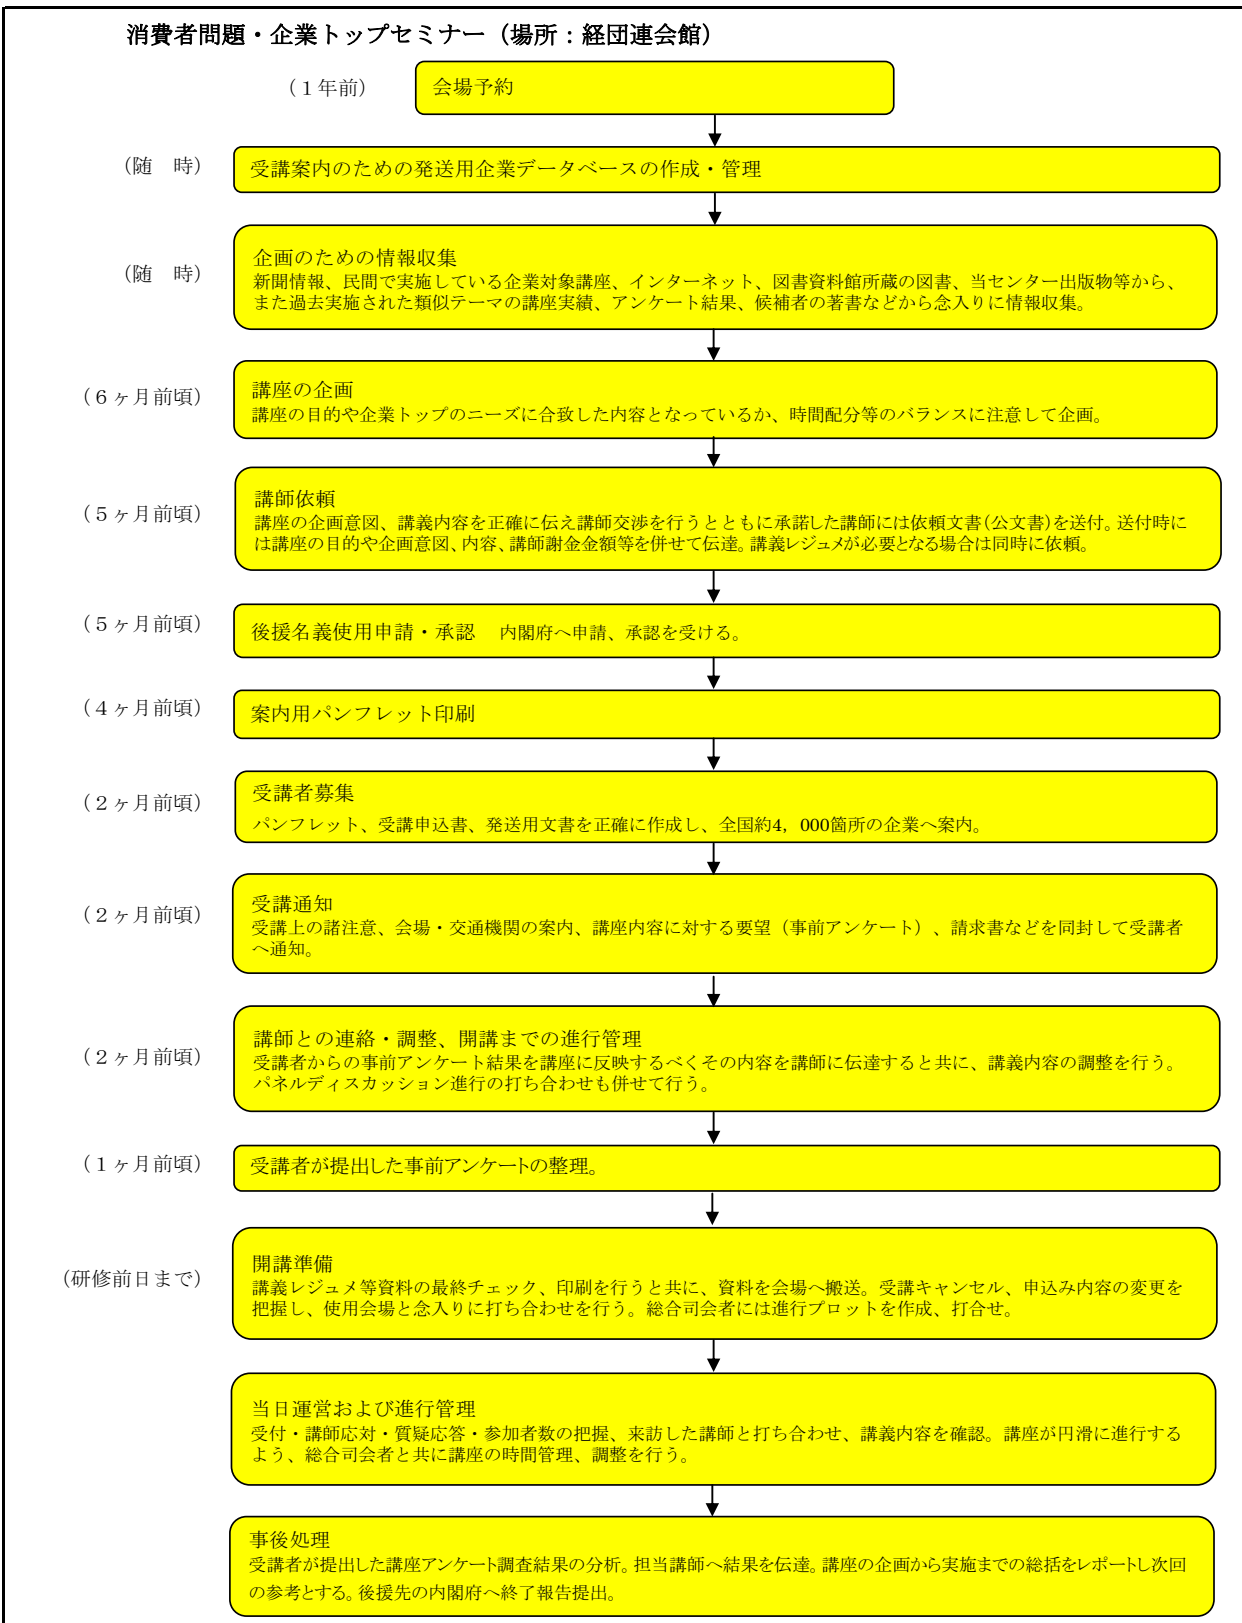 消費者問題・企業トップセミナー（場所：経団連会館）
（１年前）
会場予約
（随　時）
受講案内のための発送用企業データベースの作成・管理
（随　時）
企画のための情報収集
新聞情報、民間で実施している企業対象講座、インターネット、図書資料館所蔵の図書、当センター出版物等から、
また過去実施された類似テーマの講座実績、アンケート結果、候補者の著書などから念入りに情報収集。
（６ヶ月前頃）
講座の企画
講座の目的や企業トップのニーズに合致した内容となっているか、時間配分等のバランスに注意して企画。
（５ヶ月前頃）
講師依頼
講座の企画意図、講義内容を正確に伝え講師交渉を行うとともに承諾した講師には依頼文書（公文書）を送付。送付時に
は講座の目的や企画意図、内容、講師謝金金額等を併せて伝達。講義レジュメが必要となる場合は同時に依頼。
（５ヶ月前頃）
後援名義使用申請・承認　内閣府へ申請、承認を受ける。
（４ヶ月前頃）
案内用パンフレット印刷
（２ヶ月前頃）
受講者募集
パンフレット、受講申込書、発送用文書を正確に作成し、全国約4，000箇所の企業へ案内。
（２ヶ月前頃）
受講通知
受講上の諸注意、会場・交通機関の案内、講座内容に対する要望（事前アンケート）、請求書などを同封して受講者
へ通知。
（２ヶ月前頃）
講師との連絡・調整、開講までの進行管理
受講者からの事前アンケート結果を講座に反映するべくその内容を講師に伝達すると共に、講義内容の調整を行う。
パネルディスカッション進行の打ち合わせも併せて行う。
（１ヶ月前頃）
受講者が提出した事前アンケートの整理。
（研修前日まで）
開講準備
講義レジュメ等資料の最終チェック、印刷を行うと共に、資料を会場へ搬送。受講キャンセル、申込み内容の変更を
把握し、使用会場と念入りに打ち合わせを行う。総合司会者には進行プロットを作成、打合せ。
当日運営および進行管理
受付・講師応対・質疑応答・参加者数の把握、来訪した講師と打ち合わせ、講義内容を確認。講座が円滑に進行する
よう、総合司会者と共に講座の時間管理、調整を行う。
事後処理
受講者が提出した講座アンケート調査結果の分析。担当講師へ結果を伝達。講座の企画から実施までの総括をレポートし次回
の参考とする。後援先の内閣府へ終了報告提出。